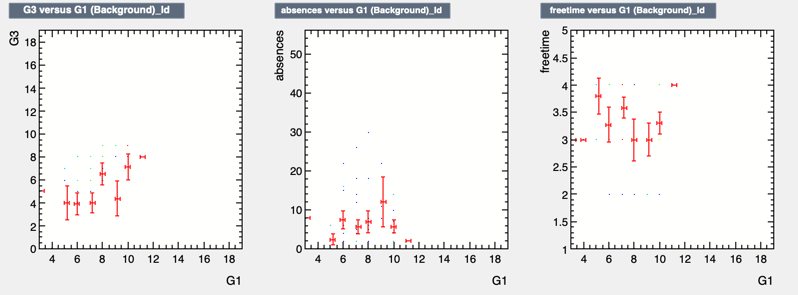 G3 versus G1 (Background)_Id
G3
18
16
14
12
10
8
6
4
2
0
4 6 8 10 12 14 16 18
G1
absences versus G1 (Background)_Id
absences
50
40
30
20
10
0
4 6 8 10 12 14 16 18
G1
freetime versus G1 (Background)_Id
freetime
5
4.5
4
3.5
3
2.5
2
1.5
1
4 6 8 10 12 14 16 18
G1